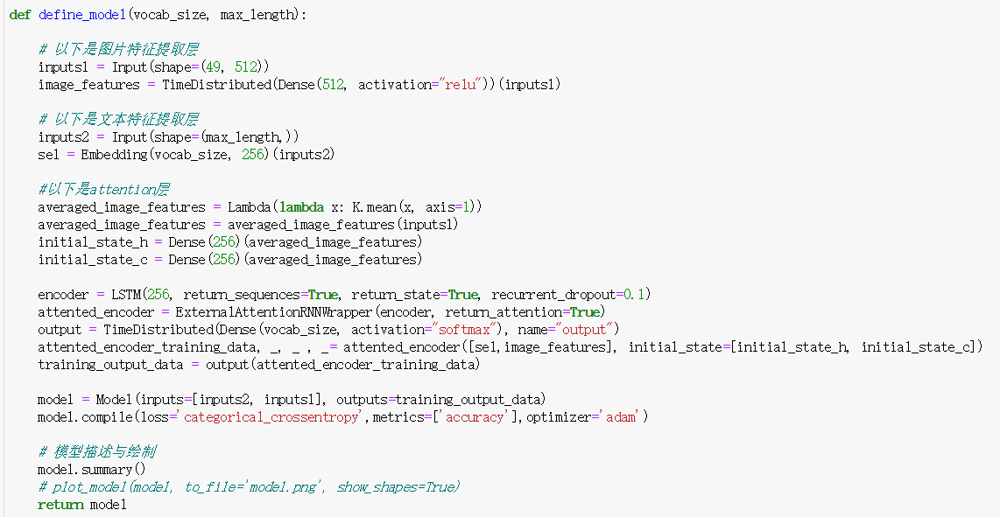 def define_model(vocab_size, max_length):
    # 以下是图片特征提取层
    inputs1 = Input(shape=(49, 512))
    image_features = TimeDistributed(Dense(512, activation="relu"))(inputs1)
    # 以下是文本特征提取层
    inputs2 = Input(shape=(max_length,))
    se1 = Embedding(vocab_size, 256)(inputs2)
    #以下是attention层
    averaged_image_features = Lambda(lambda x: K.mean(x, axis=1))
    averaged_image_features = averaged_image_features(inputs1)
    initial_state_h = Dense(256)(averaged_image_features)
    initial_state_c = Dense(256)(averaged_image_features)
    encoder = LSTM(256, return_sequences=True, return_state=True, recurrent_dropout=0.1)
    attented_encoder = ExternalAttentionRNNWrapper(encoder, return_attention=True)
    output = TimeDistributed(Dense(vocab_size, activation="softmax"), name="output")
    attented_encoder_training_data, _, _ , _= attented_encoder([se1,image_features], initial_state=[initial_state_h, initial_state_c])
    training_output_data = output(attented_encoder_training_data)
    model = Model(inputs=[inputs2, inputs1], outputs=training_output_data)
    model.compile(loss='categorical_crossentropy',metrics=['accuracy'],optimizer='adam')
    # 模型描述与绘制
    model.summary()
    # plot_model(model, to_file='model.png', show_shapes=True)
    return model